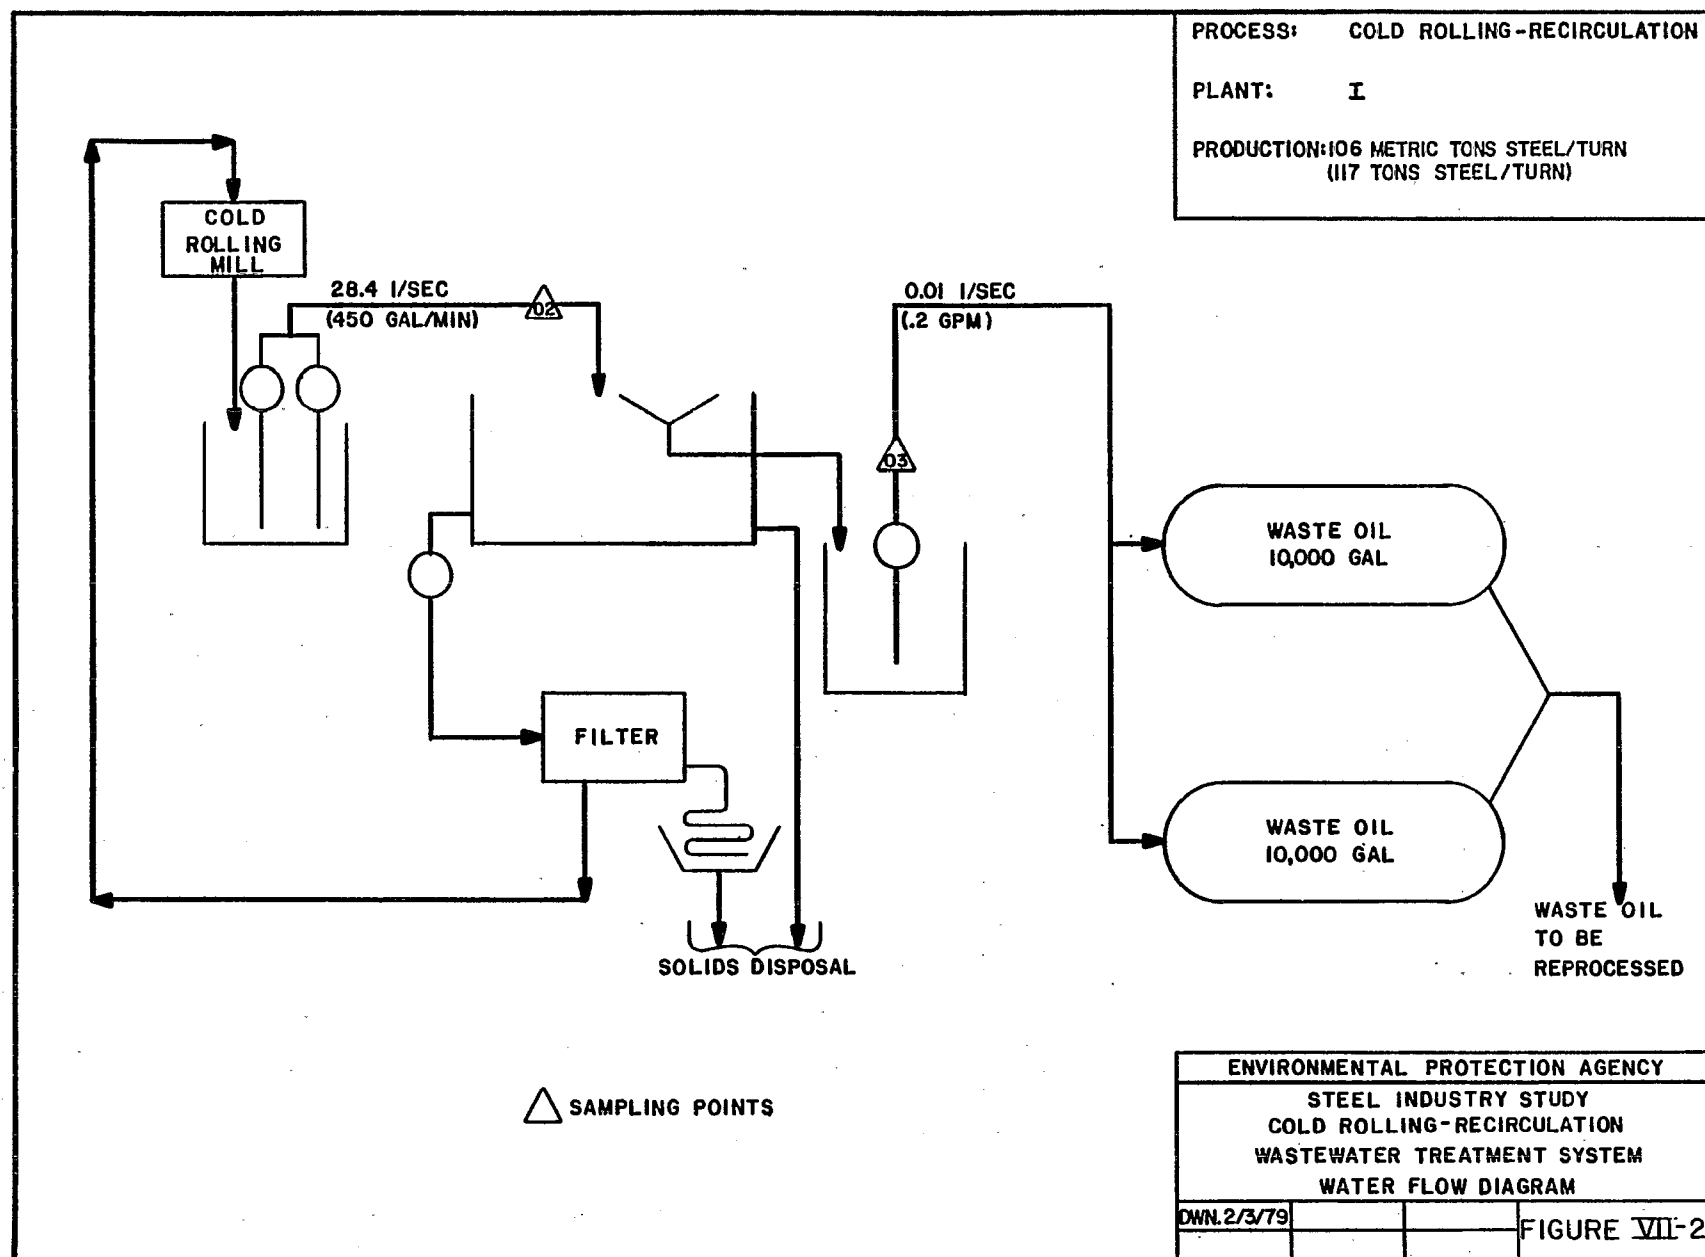 PROCESS: COLD ROLLING-RECIRCULATION
PLANT: I
PRODUCTION: 106 METRIC TONS STEEL/TURN
(117 TONS STEEL/TURN)
COLD
ROLLING
MILL
28.4 l/SEC
(450 GAL/MIN)
02
0.01 l/SEC
(.2 GPM)
03
WASTE OIL
10,000 GAL
FILTER
WASTE OIL
10,000 GAL
WASTE OIL
TO BE
REPROCESSED
SOLIDS DISPOSAL
SAMPLING POINTS
ENVIRONMENTAL PROTECTION AGENCY
STEEL INDUSTRY STUDY
COLD ROLLING-RECIRCULATION
WASTEWATER TREATMENT SYSTEM
WATER FLOW DIAGRAM
DWN. 2/3/79
FIGURE VII-2